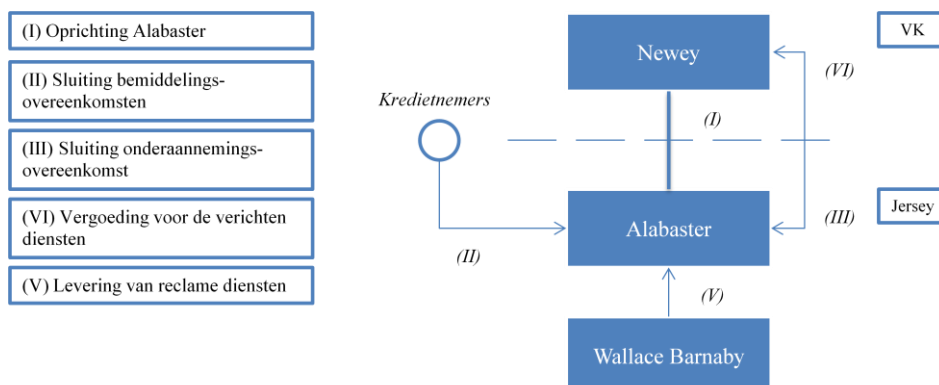 (I) Oprichting Alabaster
(II) Sluiting bemiddelings-
overeenkomsten
(III) Sluiting onderaannemings-
overeenkomst
(VI) Vergoeding voor de verichten
diensten
(V) Levering van reclame diensten
Kredietnemers
(II)
Newey
(I)
(VI)
Alabaster
(III)
(V)
Wallace Barnaby
VK
Jersey